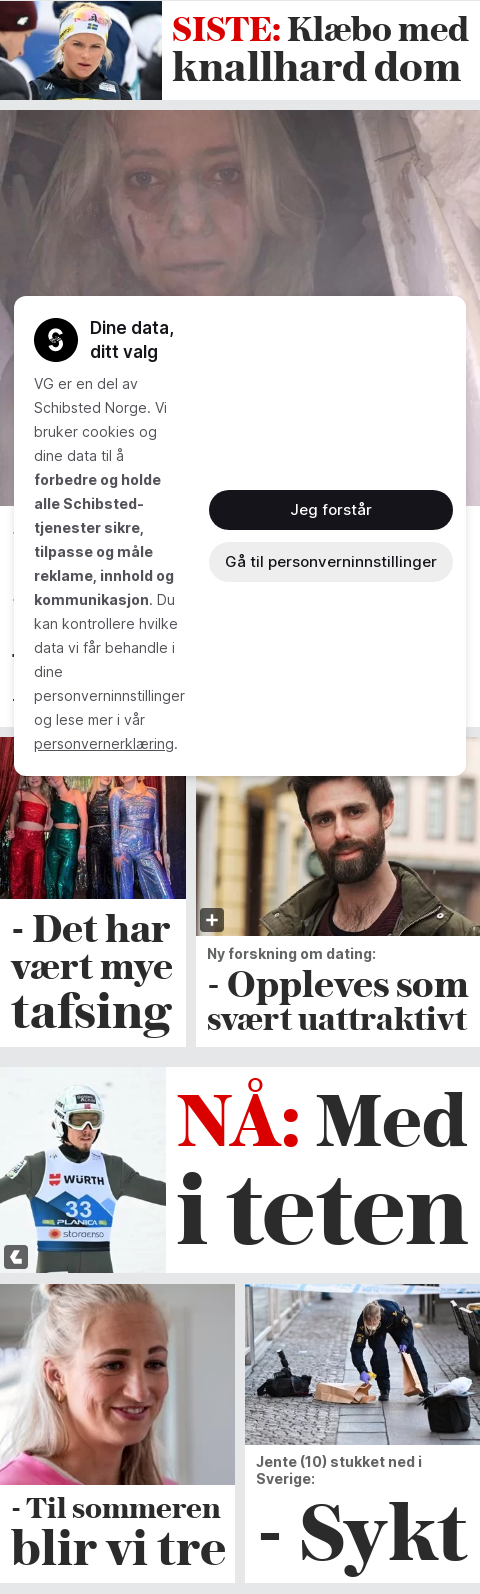 SISTE: Klæbo med
knallhard dom
Dine data,
ditt valg
VG er en del av
Schibsted Norge. Vi
bruker cookies og
dine data til å
forbedre og holde
alle Schibsted-
tjenester sikre,
tilpasse og måle
reklame, innhold og
kommunikasjon. Du
kan kontrollere hvilke
data vi får behandle i
dine
personverninnstillinger
og lese mer i vår
personvernerklæring.
Jeg forstår
Gå til personverninnstillinger
- Det har
vært mye
tafsing
Ny forskning om dating:
- Oppleves som
svært uattraktivt
WÜRTH
33
PLANICA
storaenso
NÅ: Med
i teten
- Til sommeren
blir vi tre
Jente (10) stukket ned i
Sverige:
- Sykt